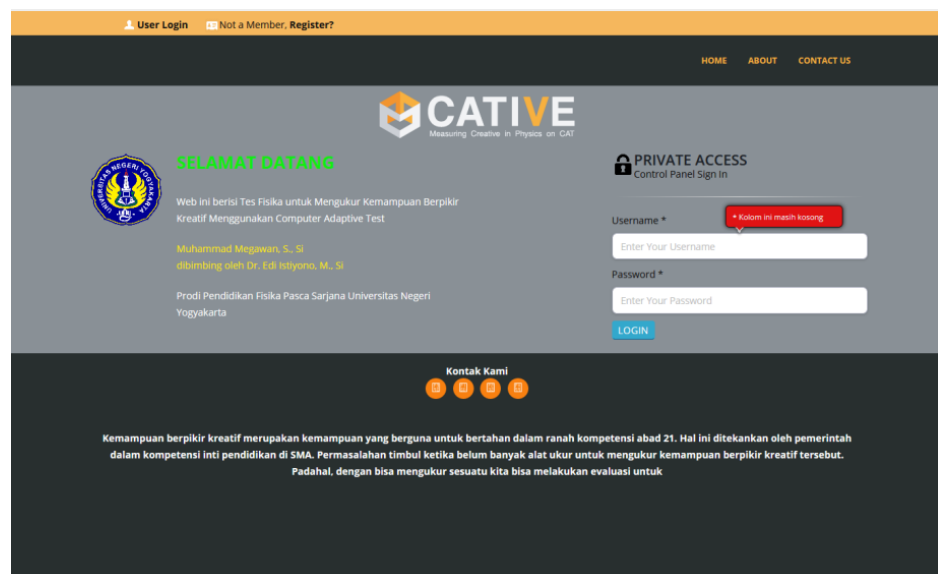 User Login Not a Member, Register?
HOME ABOUT CONTACT US
CATIVE
Measuring Creative in Physics on CAT
UNIVERSITAS NEGERI YOGYAKARTA
SELAMAT DATANG
Web ini berisi Tes Fisika untuk Mengukur Kemampuan Berpikir
Kreatif Menggunakan Computer Adaptive Test
Muhammad Megawan, S., Si
dibimbing oleh Dr. Edi Istiyono, M., Si
Prodi Pendidikan Fisika Pasca Sarjana Universitas Negeri
Yogyakarta
PRIVATE ACCESS
Control Panel Sign In
Username *
* Kolom ini masih kosong
Enter Your Username
Password *
Enter Your Password
LOGIN
Kontak Kami
Kemampuan berpikir kreatif merupakan kemampuan yang berguna untuk bertahan dalam ranah kompetensi abad 21. Hal ini ditekankan oleh pemerintah
dalam kompetensi inti pendidikan di SMA. Permasalahan timbul ketika belum banyak alat ukur untuk mengukur kemampuan berpikir kreatif tersebut.
Padahal, dengan bisa mengukur sesuatu kita bisa melakukan evaluasi untuk